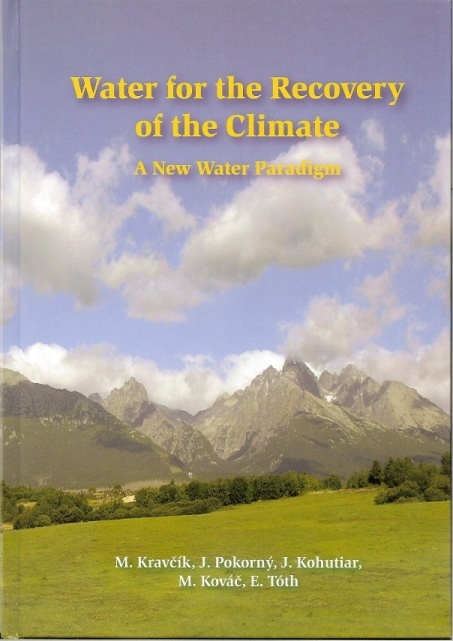 Water for the Recovery
of the Climate
A New Water Paradigm
M. Kravčík, J. Pokorný, J. Kohutiar,
M. Kováč, E. Tóth